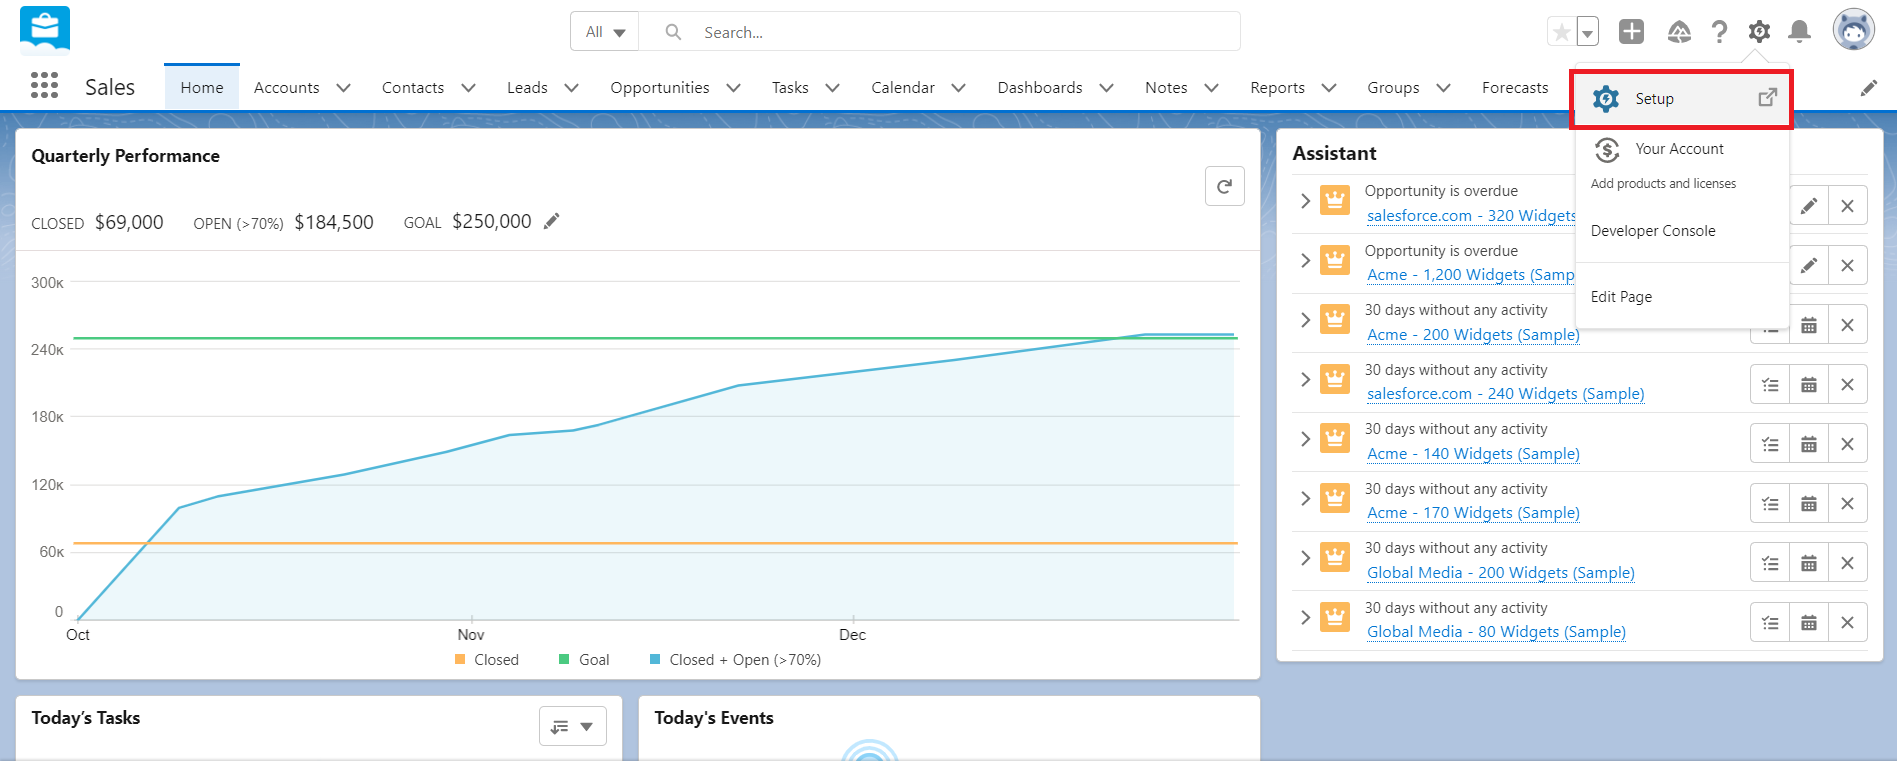 All
Search...
Sales
Home
Accounts
Contacts
Leads
Opportunities
Tasks
Calendar
Dashboards
Notes
Reports
Groups
Forecasts
Setup
Your Account
Add products and licenses
Developer Console
Edit Page
Quarterly Performance
CLOSED $69,000 OPEN (>70%) $184,500 GOAL $250,000
300K
240K
180K
120K
60K
0
Oct Nov Dec
Closed Goal Closed + Open (>70%)
Assistant
Opportunity is overdue
salesforce.com - 320 Widgets
Opportunity is overdue
Acme - 1,200 Widgets (Samp
30 days without any activity
Acme - 200 Widgets (Sample)
30 days without any activity
salesforce.com - 240 Widgets (Sample)
30 days without any activity
Acme - 140 Widgets (Sample)
30 days without any activity
Acme - 170 Widgets (Sample)
30 days without any activity
Global Media - 200 Widgets (Sample)
30 days without any activity
Global Media - 80 Widgets (Sample)
Today’s Tasks
Today's Events